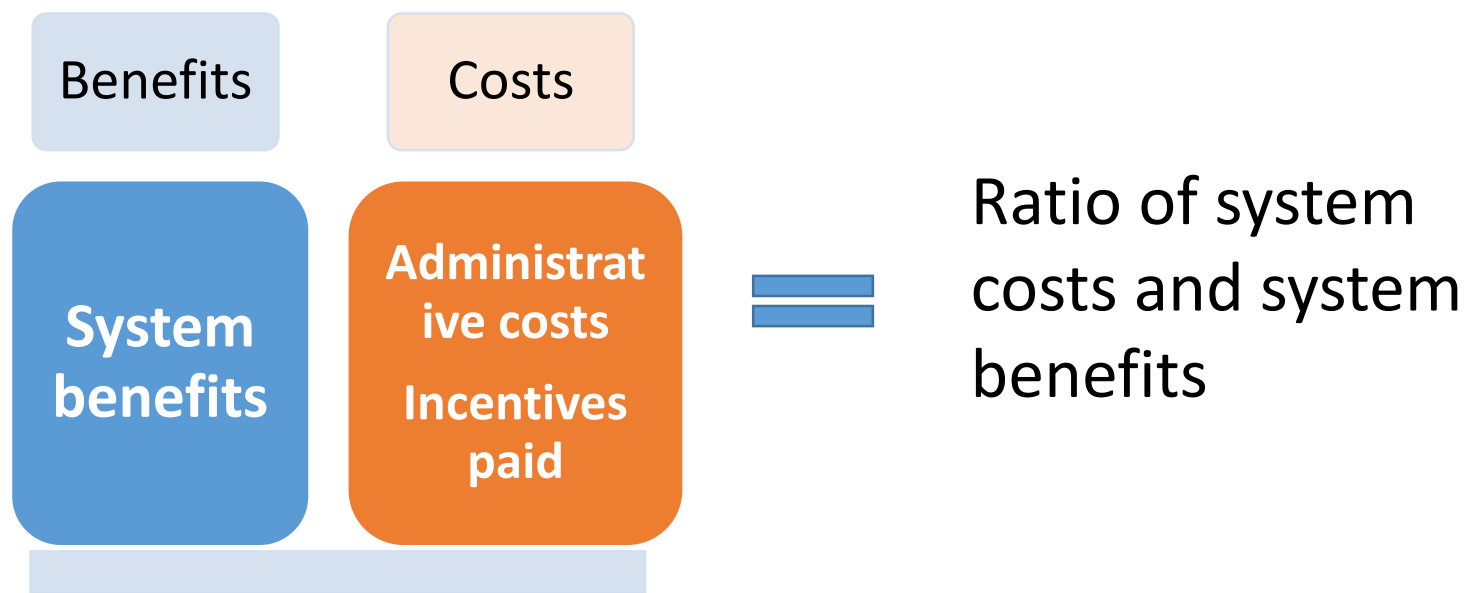 Benefits
Costs
System
benefits
Administrat
ive costs
Incentives
paid
Ratio of system
costs and system
benefits